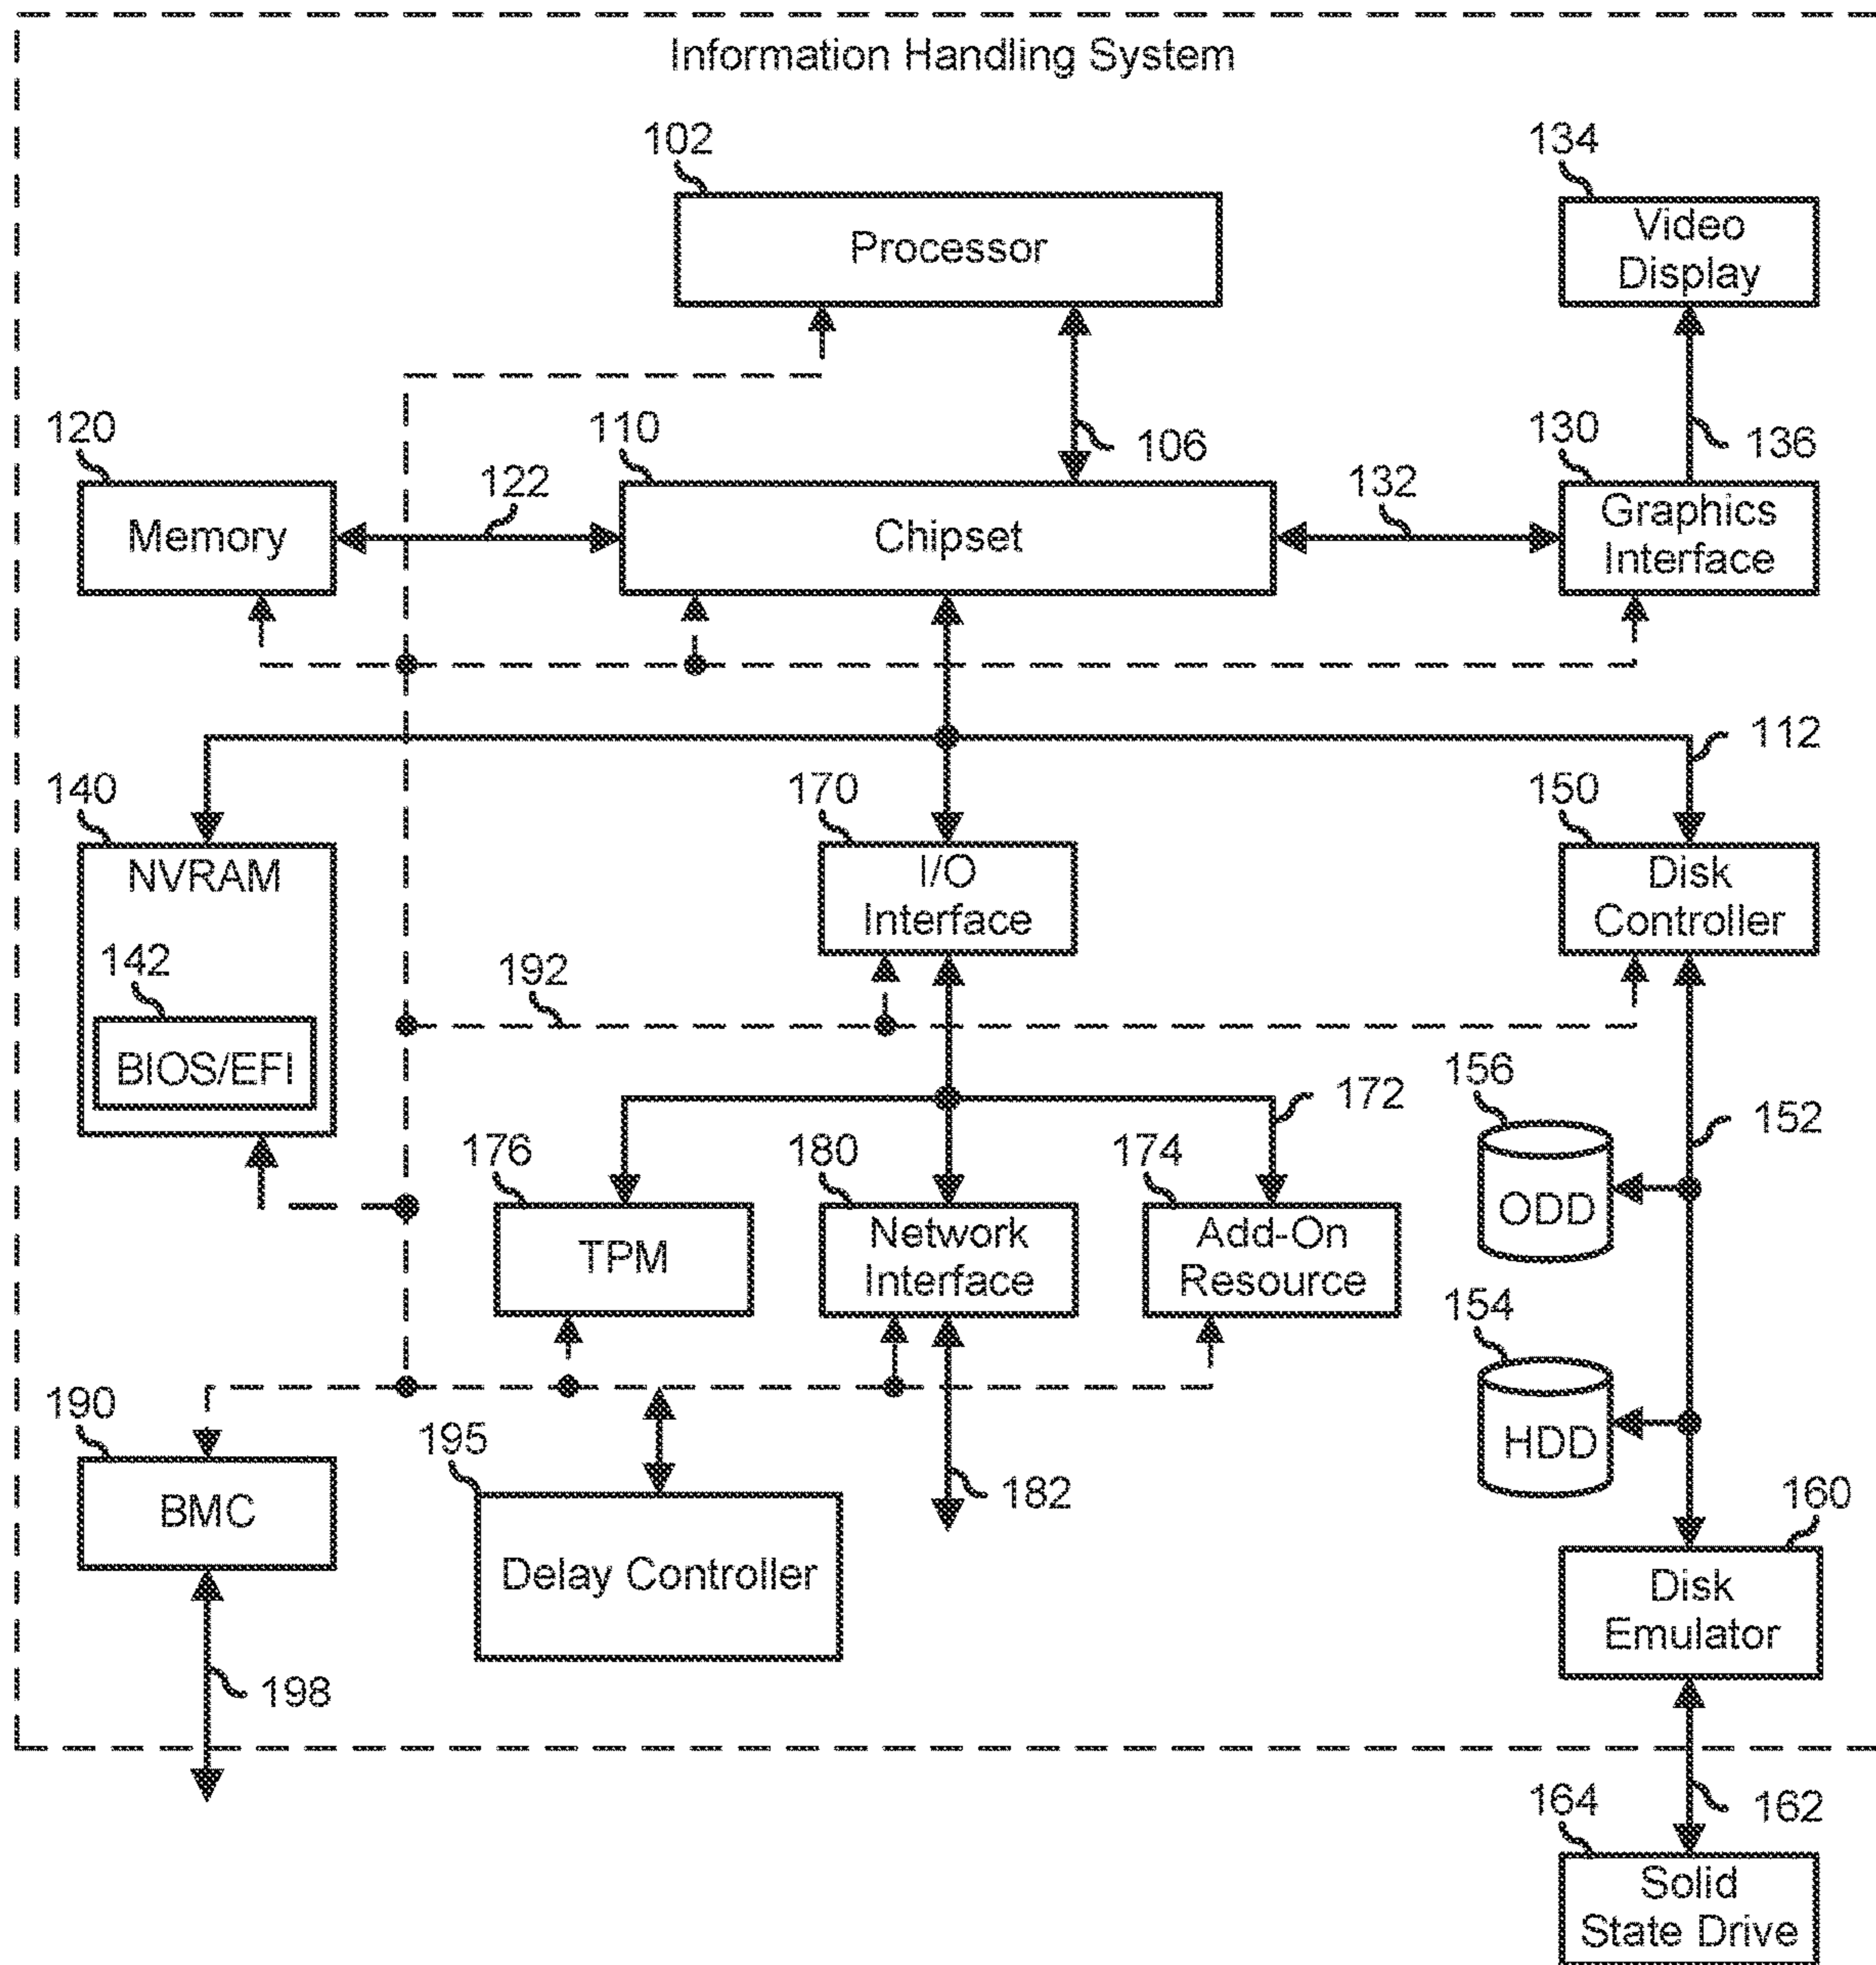 Information Handling System
102
134
Processor
Video
Display
120
110
106
130
136
122
132
Memory
Chipset
Graphics
Interface
112
140
170
150
NVRAM
I/O
Interface
Disk
Controller
142
192
BIOS/EFI
156
172
152
176
180
174
ODD
TPM
Network
Interface
Add-On
Resource
154
190
195
HDD
182
160
BMC
Delay Controller
Disk
Emulator
198
164
162
Solid
State Drive